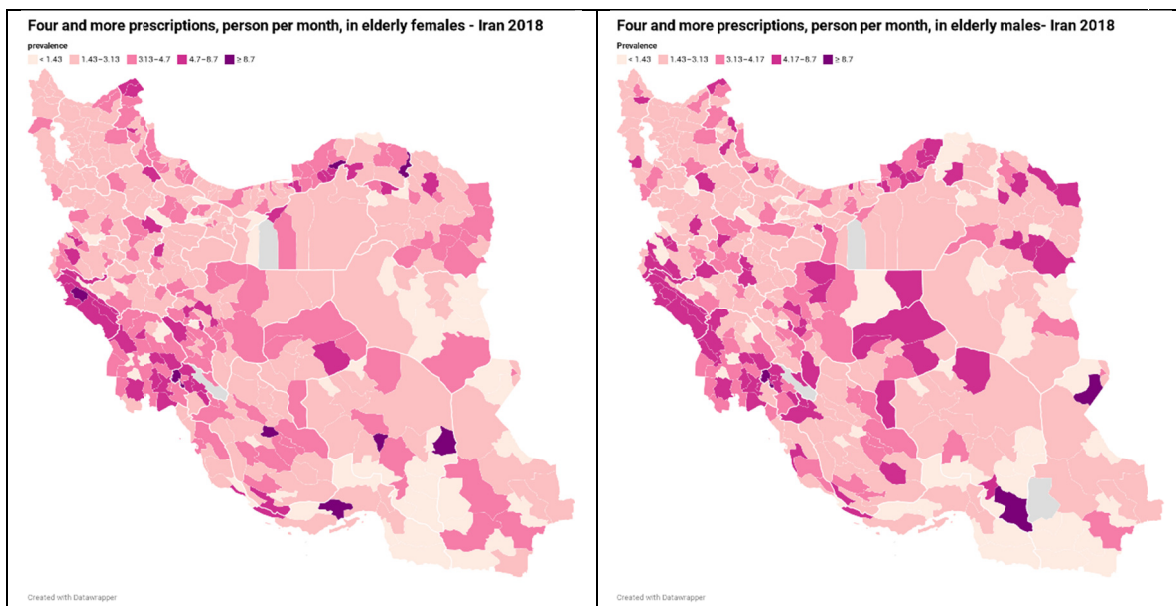 Four and more prescriptions, person per month, in elderly females - Iran 2018
prevalence
< 1.43 1.43–3.13 313–4.7 4.7–8.7 ≥ 8.7
Created with Datawrapper
Four and more prescriptions, person per month, in elderly males- Iran 2018
Prevalence
< 1.43 1.43–3.13 3.13–4.17 4.17–8.7 ≥ 8.7
Created with Datawrapper